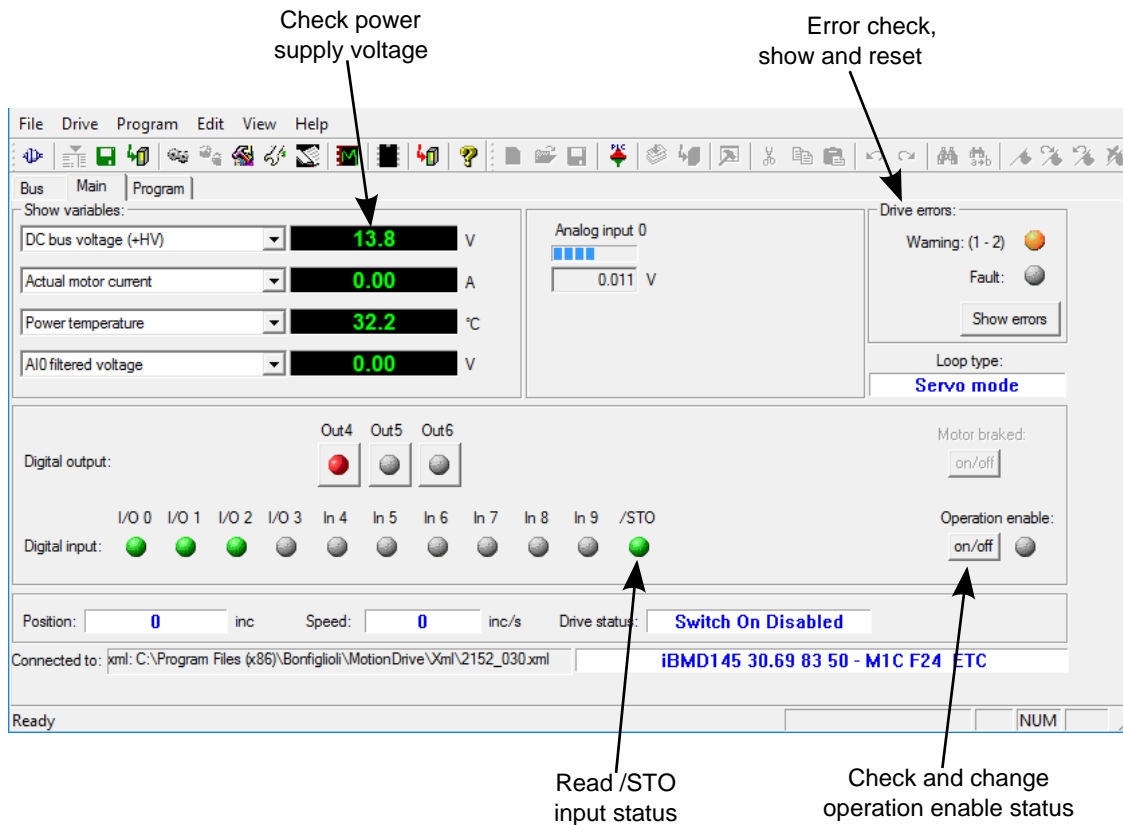 Check power
supply voltage
Error check,
show and reset
File Drive Program Edit View Help
PLC
a+b
Bus Main Program
Show variables:
DC bus voltage (+HV) 13.8 V
Actual motor current 0.00 A
Power temperature 32.2 °C
AI0 filtered voltage 0.00 V
Analog input 0
0.011 V
Drive errors:
Warning: (1 - 2)
Fault:
Show errors
Loop type:
Servo mode
Out4 Out5 Out6
Digital output:
Motor braked:
on/off
I/O 0 I/O 1 I/O 2 I/O 3 In 4 In 5 In 6 In 7 In 8 In 9 /STO
Digital input:
Operation enable:
on/off
Position: 0 inc Speed: 0 inc/s Drive status: Switch On Disabled
Connected to: xml: C:\Program Files (x86)\Bonfiglioli\MotionDrive\Xml\2152_030.xml iBMD145 30.69 83 50 - M1C F24 ETC
Ready NUM
Read /STO
input status
Check and change
operation enable status